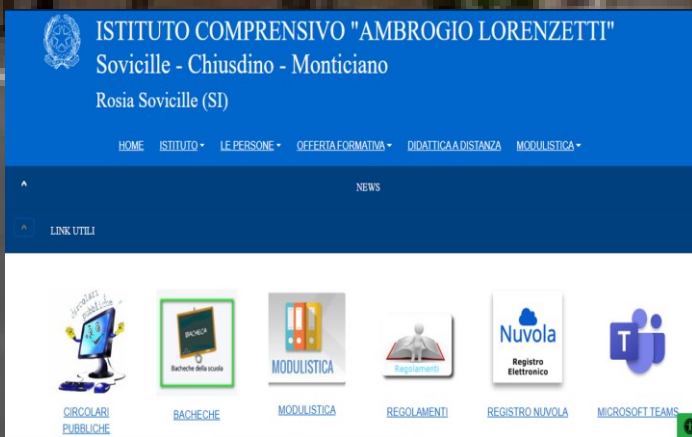 ISTITUTO COMPRENSIVO "AMBROGIO LORENZETTI"
Sovicille - Chiusdino - Monticiano
Rosia Sovicille (SI)
HOME ISTITUTO LE PERSONE OFFERTA FORMATIVA DIDATTICA A DISTANZA MODULISTICA
NEWS
LINK UTILI
circolari
pubbliche
BACHECA
Bacheche della scuola
MODULISTICA
Regolamenti
Nuvola
Registro
Elettronico
T
CIRCOLARI
PUBBLICHE
BACHECHE
MODULISTICA
REGOLAMENTI
REGISTRO NUVOLA
MICROSOFT TEAMS